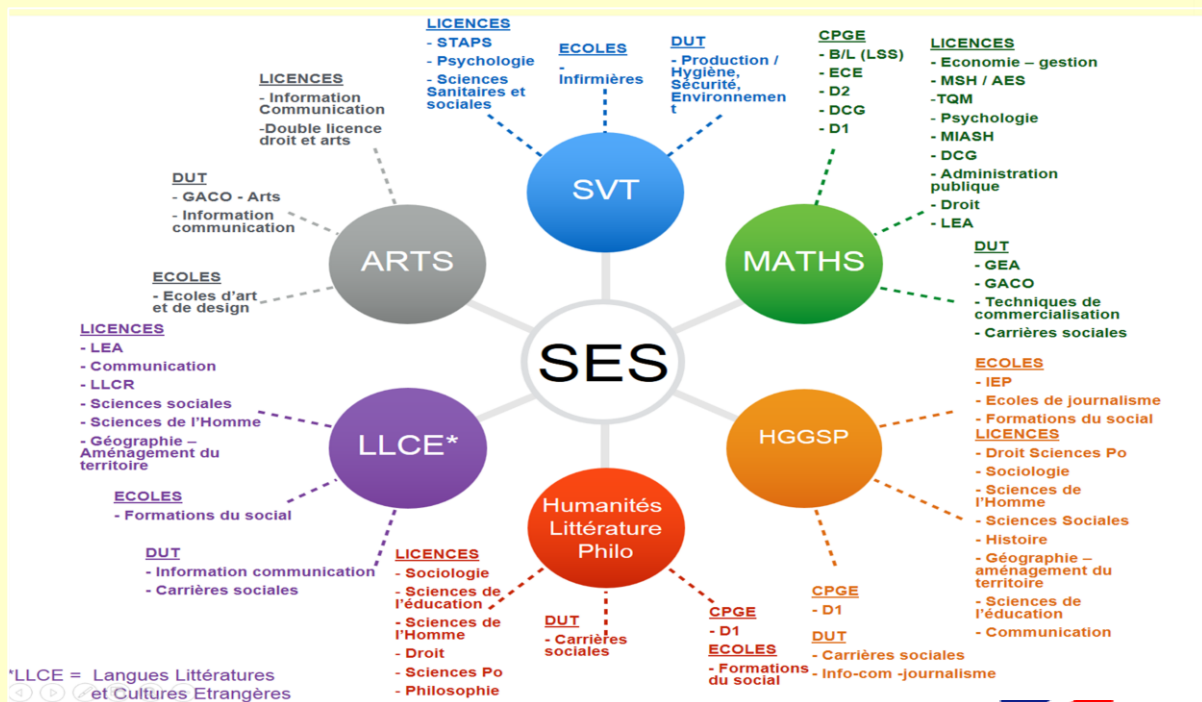 LICENCES
- STAPS
- Psychologie
- Sciences
Sanitaires et
sociales
ECOLES
-
Infirmières
DUT
- Production /
Hygiène,
Sécurité,
Environnemen
t
CPGE
- B/L (LSS)
- ECE
- D2
- DCG
- D1
LICENCES
- Economie – gestion
- MSH / AES
-TQM
- Psychologie
- MIASH
- DCG
- Administration
publique
- Droit
- LEA
LICENCES
- Information
Communication
-Double licence
droit et arts
DUT
- GACO - Arts
- Information
communication
ECOLES
- Ecoles d'art
et de design
SVT
ARTS
MATHS
DUT
- GEA
- GACO
- Techniques de
commercialisation
- Carrières sociales
SES
LICENCES
- LEA
- Communication
- LLCR
- Sciences sociales
- Sciences de l'Homme
- Géographie –
Aménagement du
territoire
ECOLES
- Formations du social
DUT
- Information communication
- Carrières sociales
LLCE*
HGGSP
ECOLES
- IEP
- Ecoles de journalisme
- Formations du social
LICENCES
- Droit Sciences Po
- Sociologie
- Sciences de
l'Homme
- Sciences Sociales
- Histoire
- Géographie –
aménagement du
territoire
- Sciences de
l'éducation
- Communication
Humanités
Littérature
Philo
LICENCES
- Sociologie
- Sciences de
l'éducation
- Sciences de
l'Homme
- Droit
- Sciences Po
- Philosophie
DUT
- Carrières
sociales
CPGE
- D1
ECOLES
- Formations
du social
CPGE
- D1
DUT
- Carrières sociales
- Info-com -journalisme
*LLCE = Langues Littératures
et Cultures Etrangères